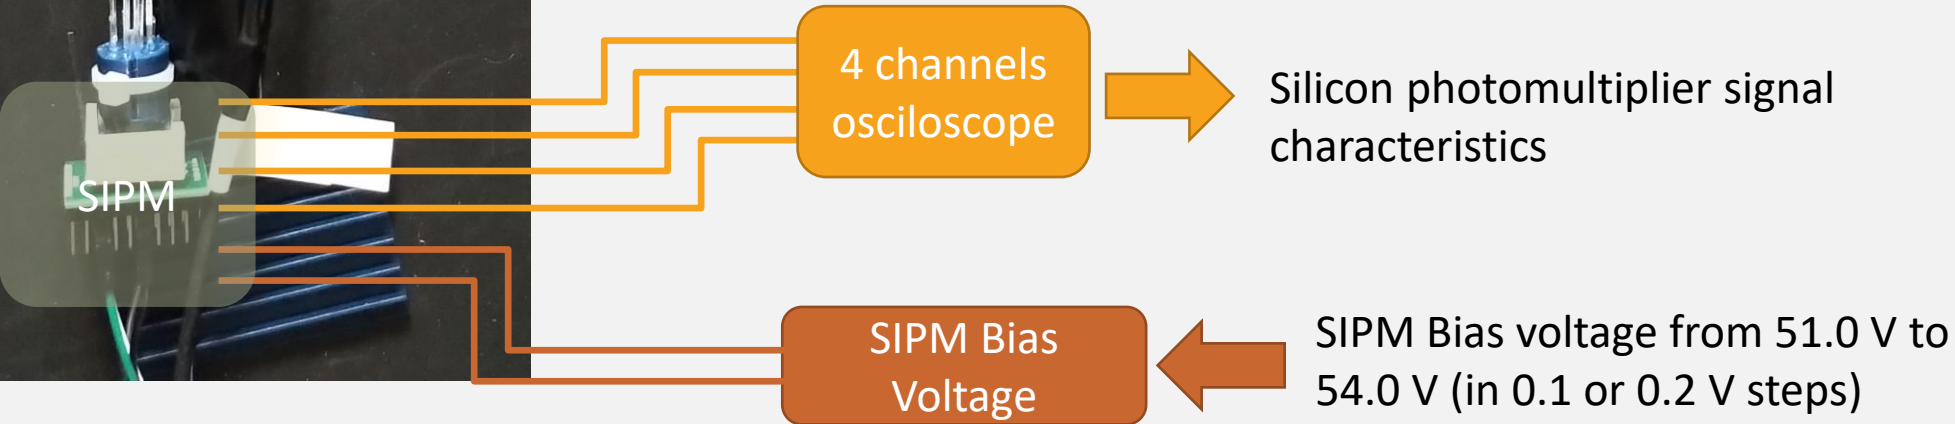 4 channels
osciloscope
Silicon photomultiplier signal
characteristics
SIPM
SIPM Bias
Voltage
SIPM Bias voltage from 51.0 V to
54.0 V (in 0.1 or 0.2 V steps)